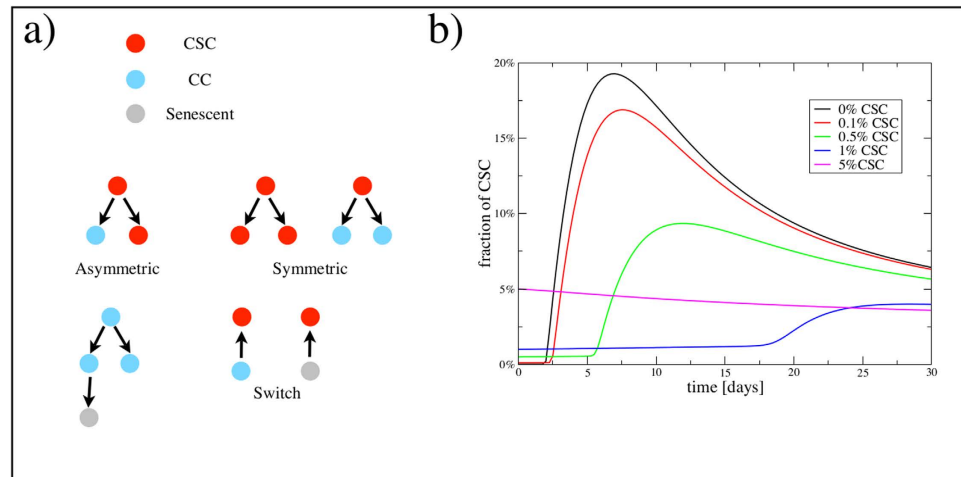 a)
CSC
CC
Senescent
Asymmetric
Symmetric
Switch
b)
20%
15%
10%
5%
0%
fraction of CSC
0% CSC
0.1% CSC
0.5% CSC
1% CSC
5%CSC
0 5 10 15 20 25 30
time [days]